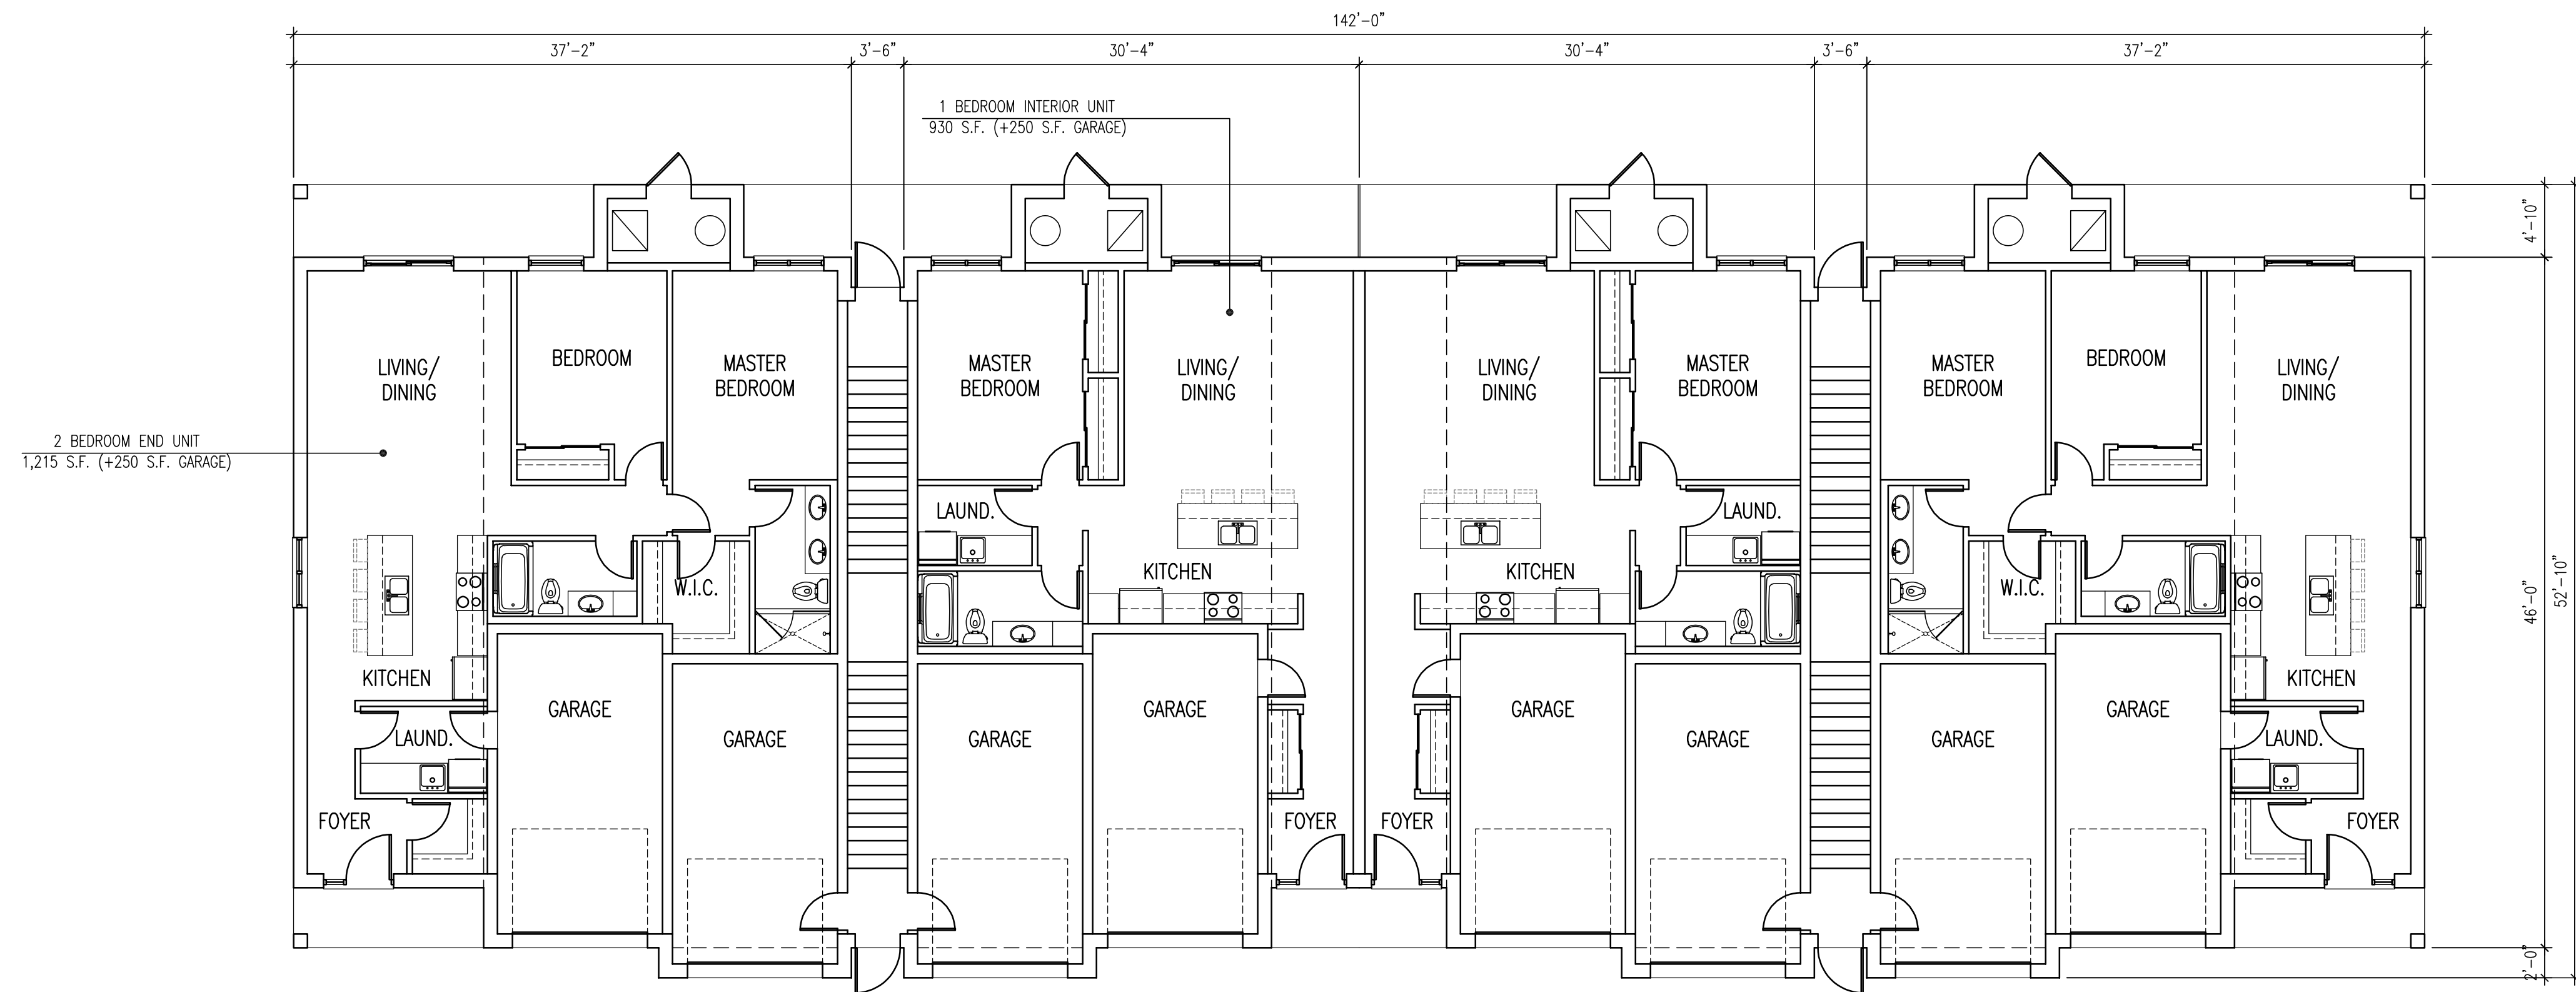 142'-0"
37'-2"
3'-6"
30'-4"
30'-4"
3'-6"
37'-2"
1 BEDROOM INTERIOR UNIT
930 S.F. (+250 S.F. GARAGE)
4'-10"
2 BEDROOM END UNIT
1,215 S.F. (+250 S.F. GARAGE)
LIVING/
DINING
BEDROOM
MASTER
BEDROOM
MASTER
BEDROOM
LIVING/
DINING
LIVING/
DINING
MASTER
BEDROOM
MASTER
BEDROOM
BEDROOM
LIVING/
DINING
LAUND.
LAUND.
KITCHEN
KITCHEN
W.I.C.
W.I.C.
46'-0"
52'-10"
KITCHEN
KITCHEN
GARAGE
GARAGE
GARAGE
GARAGE
GARAGE
GARAGE
GARAGE
GARAGE
LAUND.
LAUND.
FOYER
FOYER
FOYER
FOYER
2'-0"